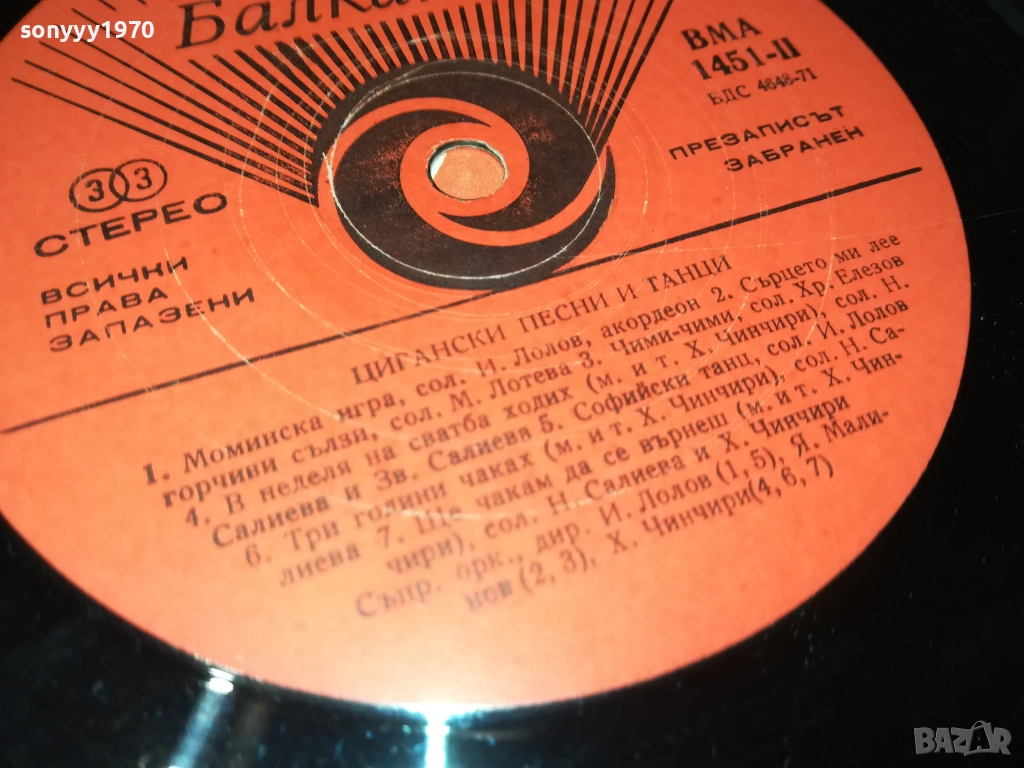 sonyyy1970
Балка
ВМА
1451-II
БДС 4648-71
ПРЕЗАПИСЪТ
ЗАБРАНЕН
33
СТЕРЕО
ВСИЧКИ
ПРАВА
ЗАПАЗЕНИ
ЦИГАНСКИ ПЕСНИ И ТАНЦИ
1. Моминска игра, сол. И. Лолов, акордеон 2. Сърцето ми лее
горчиви сълзи, сол. М. Лотева 3. Чими-чими сол. Хр. Елезов
4. В неделя на сватба ходих (м. и т. Х. Чинчири), сол. Н.
Салиева и Зв. Салиева 5. Софийски танц, сол. И. Лолов
6. Три години чаках (м. и т. Х. Чинчири), сол. Н. Са-
лиева 7. Ще чакам да се върнеш (м. и т. Х. Чин-
чири), сол. Н. Салиева и Х. Чинчири
Съпр. орк., дир. И. Лолов (1, 5), Я. Мали-
нов (2, 3), Х. Чинчири (4, 6, 7)
BAZAR